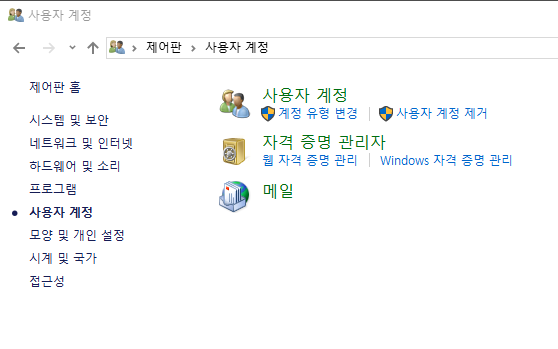 사용자 계정
제어판 사용자 계정
제어판 홈
시스템 및 보안
네트워크 및 인터넷
하드웨어 및 소리
프로그램
사용자 계정
모양 및 개인 설정
시계 및 국가
접근성
사용자 계정
계정 유형 변경 사용자 계정 제거
자격 증명 관리자
웹 자격 증명 관리 Windows 자격 증명 관리
메일